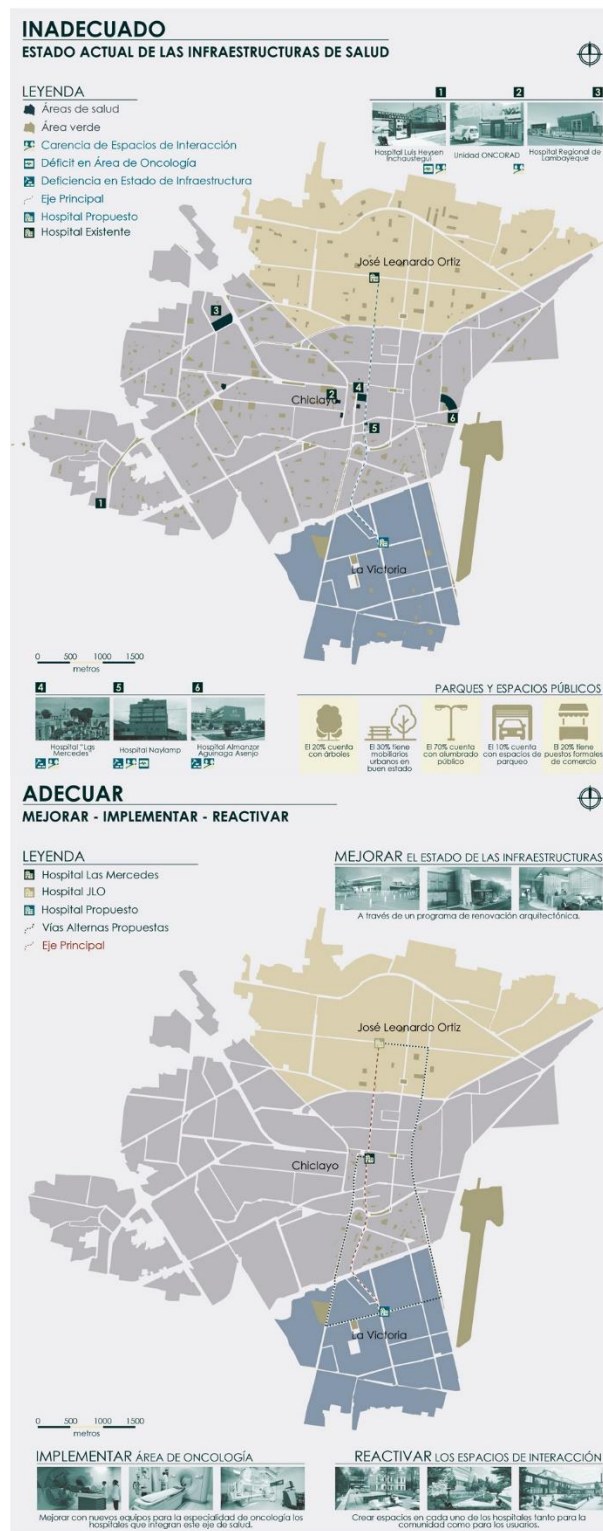 INADECUADO
ESTADO ACTUAL DE LAS INFRAESTRUCTURAS DE SALUD
LEYENDA
Áreas de salud
Área verde
Carencia de Espacios de Interacción
Déficit en Área de Oncología
Deficiencia en Estado de Infraestructura
Eje Principal
Hospital Propuesto
Hospital Existente
1
2
3
Hospital Luis Heysen
Inchaustegui
Unidad ONCORAD
Hospital Regional de
Lambayeque
José Leonardo Ortiz
3
2
4
Chiclayo
5
6
1
La Victoria
0 500 1000 1500
metros
4
5
6
Hospital "Las
Mercedes"
Hospital Naylamp
Hospital Almanzor
Aguinaga Asenjo
PARQUES Y ESPACIOS PÚBLICOS
El 20% cuenta
con árboles
El 30% tiene
mobiliarios
urbanos en
buen estado
El 70% cuenta
con alumbrado
público
El 10% cuenta
con espacios de
parqueo
El 20% tiene
puestos formales
de comercio
ADECUAR
MEJORAR - IMPLEMENTAR - REACTIVAR
LEYENDA
Hospital Las Mercedes
Hospital JLO
Hospital Propuesto
Vías Alternas Propuestas
Eje Principal
MEJORAR EL ESTADO DE LAS INFRAESTRUCTURAS
A través de un programa de renovación arquitectónica.
José Leonardo Ortiz
Chiclayo
La Victoria
0 500 1000 1500
metros
IMPLEMENTAR ÁREA DE ONCOLOGÍA
Mejorar con nuevos equipos para la especialidad de oncología los
hospitales que integran este eje de salud.
REACTIVAR LOS ESPACIOS DE INTERACCIÓN
Crear espacios en cada uno de los hospitales tanto para la
comunidad como para los usuarios.